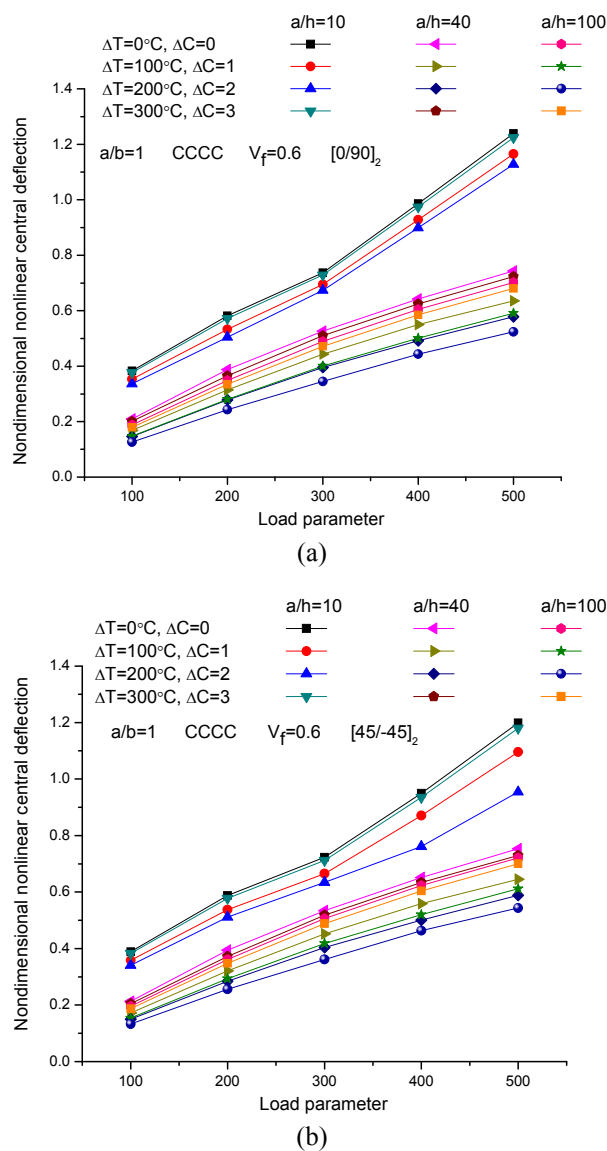 a/h=10 a/h=40 a/h=100
ΔT=0°C, ΔC=0
ΔT=100°C, ΔC=1
ΔT=200°C, ΔC=2
ΔT=300°C, ΔC=3
a/b=1 CCCC Vf=0.6 [0/90]2
Nondimensional nonlinear central deflection
1.4
1.2
1.0
0.8
0.6
0.4
0.2
0.0
100 200 300 400 500
Load parameter
(a)
a/h=10 a/h=40 a/h=100
ΔT=0°C, ΔC=0
ΔT=100°C, ΔC=1
ΔT=200°C, ΔC=2
ΔT=300°C, ΔC=3
a/b=1 CCCC Vf=0.6 [45/-45]2
Nondimensional nonlinear central deflection
1.4
1.2
1.0
0.8
0.6
0.4
0.2
0.0
100 200 300 400 500
Load parameter
(b)